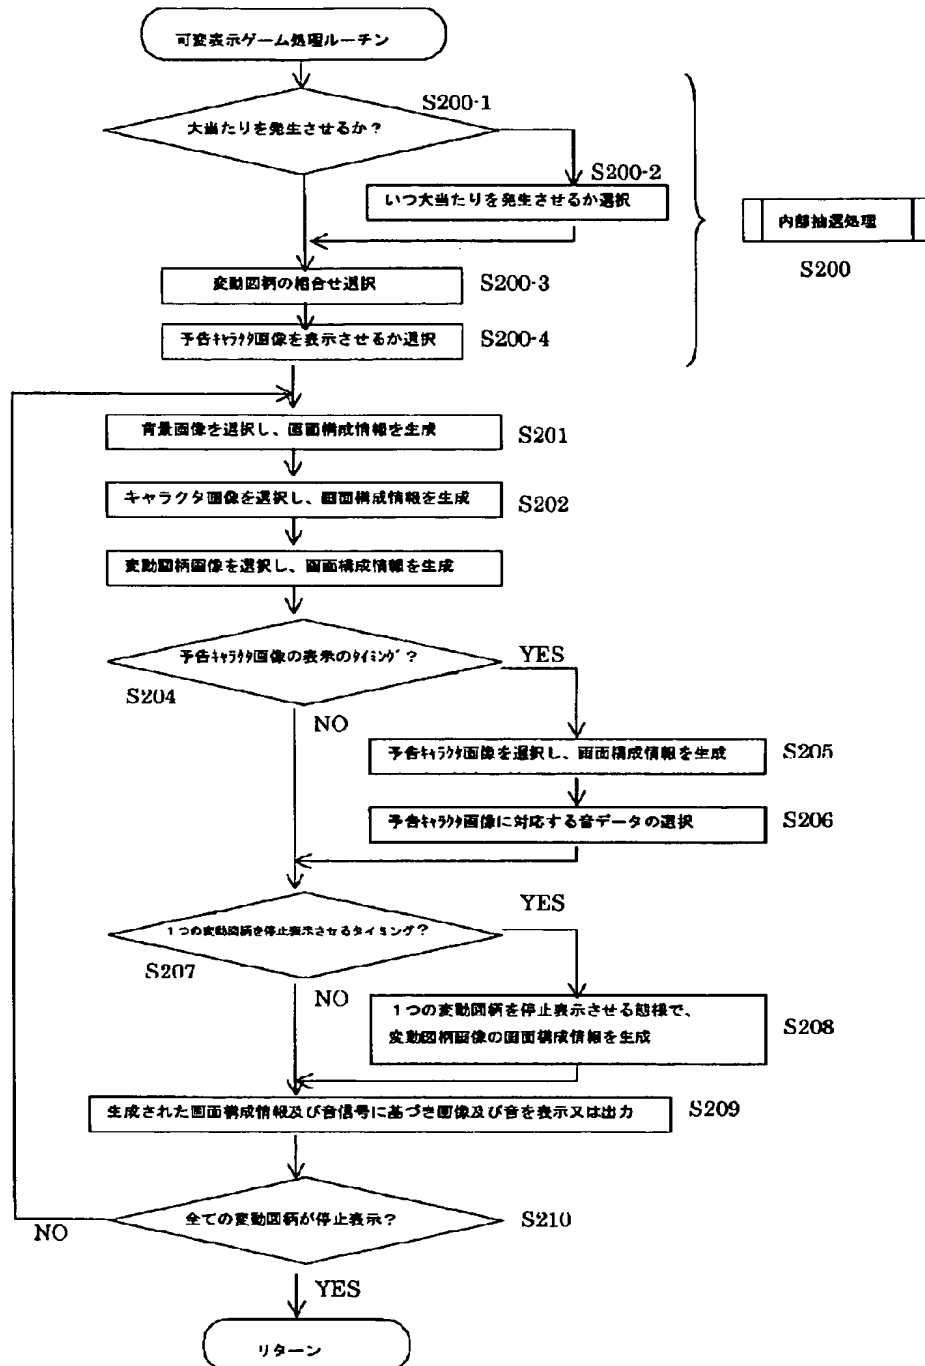 可変表示ゲーム処理ルーチン
S200-1
大当たりを発生させるか？
S200-2
いつ大当たりを発生させるか選択
内部抽選処理
S200
変動図柄の組合せ選択
S200-3
予告ｷｬﾗｸﾀ画像を表示させるか選択
S200-4
背景画像を選択し、画面構成情報を生成
S201
キャラクタ画像を選択し、画面構成情報を生成
S202
変動図柄画像を選択し、画面構成情報を生成
予告ｷｬﾗｸﾀ画像の表示のﾀｲﾐﾝｸﾞ？
YES
S204
NO
予告ｷｬﾗｸﾀ画像を選択し、画面構成情報を生成
S205
予告ｷｬﾗｸﾀ画像に対応する音データの選択
S206
YES
１つの変動図柄を停止表示させるタイミング？
S207
NO
１つの変動図柄を停止表示させる態様で、
変動図柄画像の画面構成情報を生成
S208
生成された画面構成情報及び音信号に基づき画像及び音を表示又は出力
S209
全ての変動図柄が停止表示？
S210
NO
YES
リターン